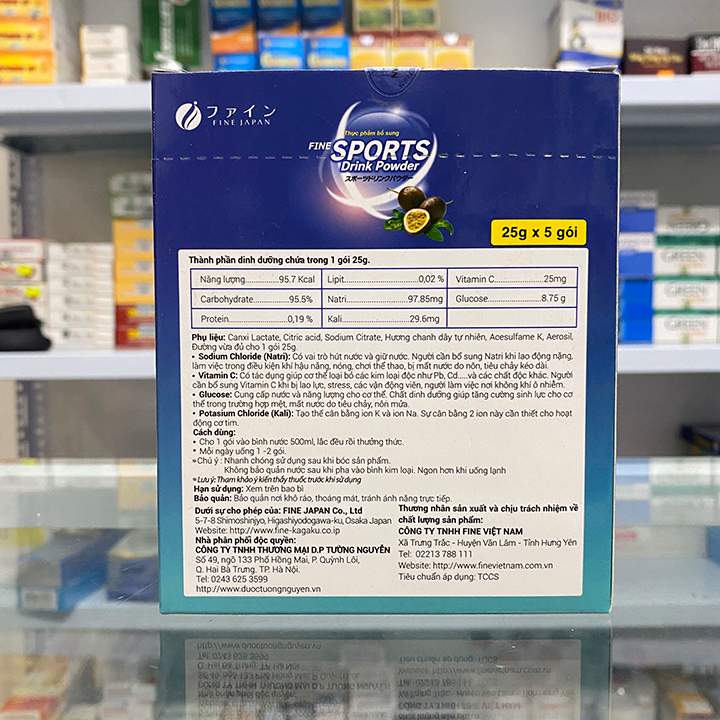 ファイン
FINE JAPAN
Thực phẩm bổ sung
FINE SPORTS
Drink Powder
スポーツドリンクパウダー
25g x 5 gói
Thành phần dinh dưỡng chứa trong 1 gói 25g.
Năng lượng..............95.7 Kcal Lipit...........................0,02 % Vitamin C...........................25mg
Carbohydrate...............95.5% Natri.......................97.85mg Glucose..........................8.75 g
Protein.........................0,19 % Kali..........................29.6mg
Phụ liệu: Canxi Lactate, Citric acid, Sodium Citrate, Hương chanh dây tự nhiên, Acesulfame K, Aerosil,
Đường vừa đủ cho 1 gói 25g.
• Sodium Chloride (Natri): Có vai trò hút nước và giữ nước. Người cần bổ sung Natri khi lao động nặng,
làm việc trong điều kiện khí hậu nắng, nóng, chơi thể thao, bị mất nước do nôn, tiêu chảy kéo dài.
• Vitamin C: Có tác dụng giúp cơ thể loại bỏ các kim loại độc như Pb, Cd.....và các chất độc khác. Người
cần bổ sung Vitamin C khi bị lao lực, stress, các vận động viên, người làm việc nơi không khí ô nhiễm.
• Glucose: Cung cấp nước và năng lượng cho cơ thể. Chất dinh dưỡng giúp tăng cường sinh lực cho cơ
thể trong trường hợp mệt, mất nước do tiêu chảy, nôn mửa.
• Potasium Chloride (Kali): Tạo thế cân bằng ion K và ion Na. Sự cân bằng 2 ion này cần thiết cho hoạt
động cơ tim.
Cách dùng:
• Cho 1 gói vào bình nước 500ml, lắc đều rồi thưởng thức.
• Mỗi ngày uống 1 -2 gói.
Chú ý : Nhanh chóng sử dụng sau khi bóc sản phẩm.
Không bảo quản nước sau khi pha vào bình kim loại. Ngon hơn khi uống lạnh
Lưu ý: Tham khảo ý kiến thầy thuốc trước khi sử dụng
Hạn sử dụng: Xem trên bao bì
Bảo quản: Bảo quản nơi khô ráo, thoáng mát, tránh ánh nắng trực tiếp.
Dưới sự cho phép của: FINE JAPAN Co., Ltd
5-7-8 Shimoshinjyo, Higashiyodogawa-ku, Osaka Japan
Website: http://www.fine-kagaku.co.jp
Nhà phân phối độc quyền:
CÔNG TY TNHH THƯƠNG MẠI D.P TƯỜNG NGUYÊN
Số 49, ngõ 133 Phố Hồng Mai, P. Quỳnh Lôi,
Q. Hai Bà Trưng. TP. Hà Nội.
Tel: 0243 625 3599
http://www.duoctuongnguyen.vn
Thương nhân sản xuất và chịu trách nhiệm về
chất lượng sản phẩm:
CÔNG TY TNHH FINE VIỆT NAM
Xã Trưng Trắc - Huyện Văn Lâm - Tỉnh Hưng Yên
Tel: 02213 788 111
Website: http://www.finevietnam.com.vn
Tiêu chuẩn áp dụng: TCCS